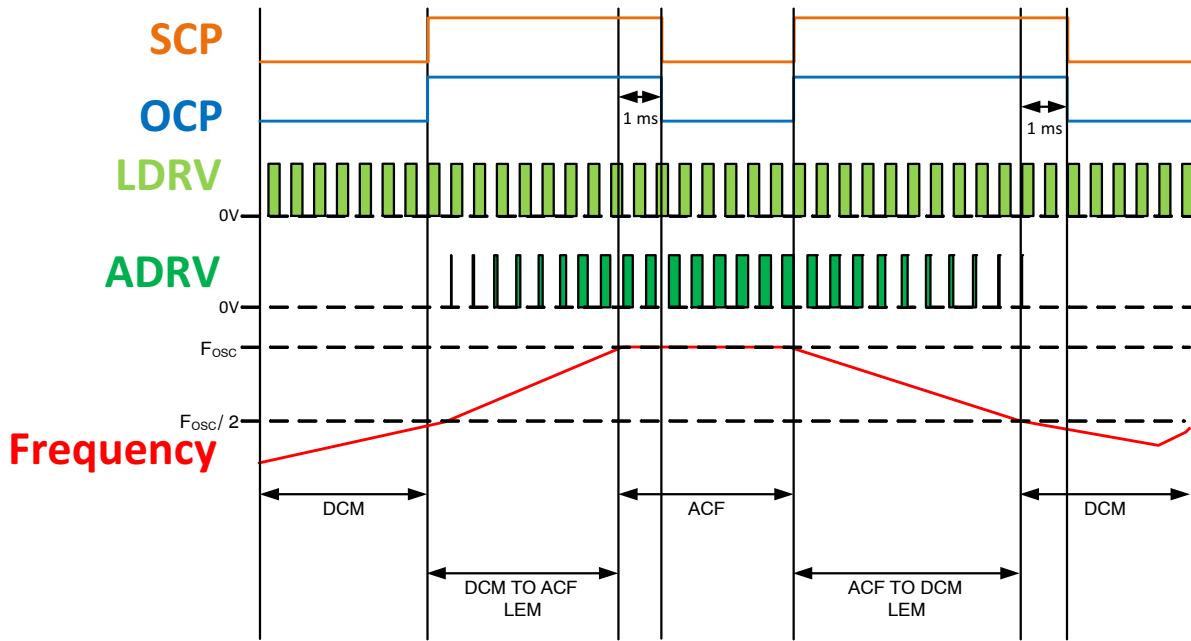 SCP
OCP
1 ms
1 ms
LDRV
0V
ADRV
0V
FOSC
FOSC/ 2
Frequency
DCM
ACF
DCM
DCM TO ACF
LEM
ACF TO DCM
LEM